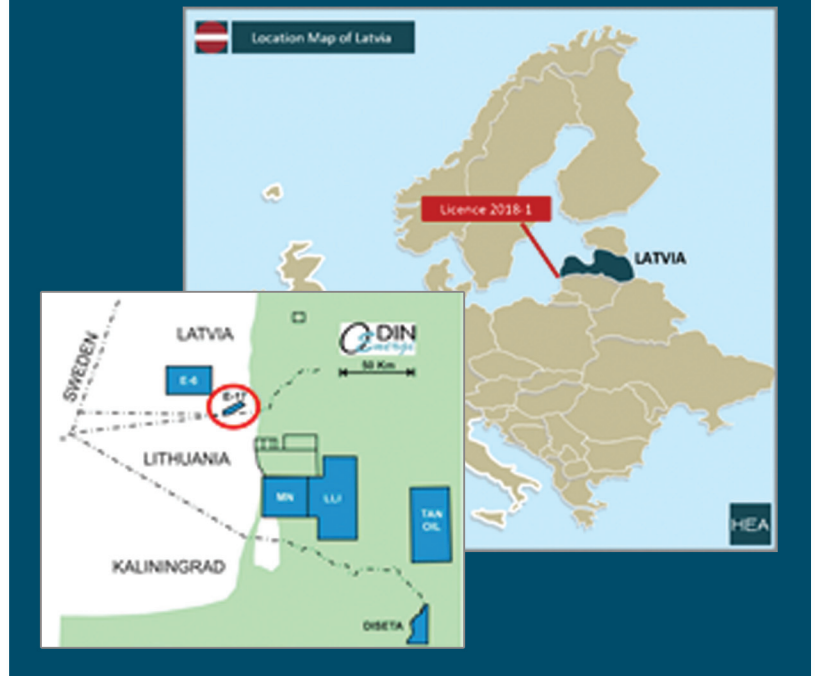 Location Map of Latvia
Licence 2018-1
LATVIA
HEA
LATVIA
ODIN
Energi
50 Km
SWEDEN
E-6
E-17
LITHUANIA
MN
LLI
TAN
OIL
KALININGRAD
DISETA